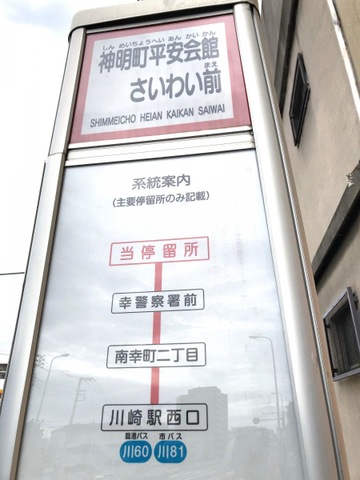 しんめいちょうへいあんかいかん
神明町平安会館
まえ
さいわい前
SHIMMEICHO HEIAN KAIKAN SAIWAI
系統案内
(主要停留所のみ記載)
当停留所
幸警察署前
南幸町二丁目
川崎駅西口
臨港バス 市バス
川60 川81